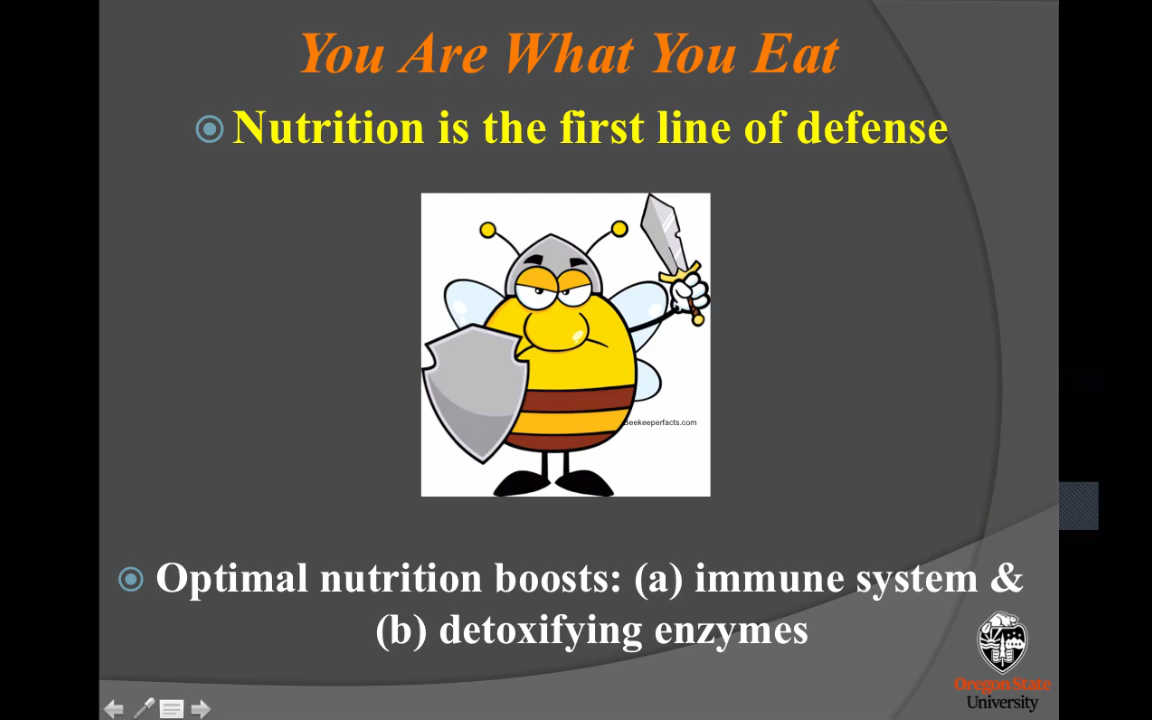 You Are What You Eat
Nutrition is the first line of defense
Beekeeperfacts.com
Optimal nutrition boosts: (a) immune system &
(b) detoxifying enzymes
Oregon State
University